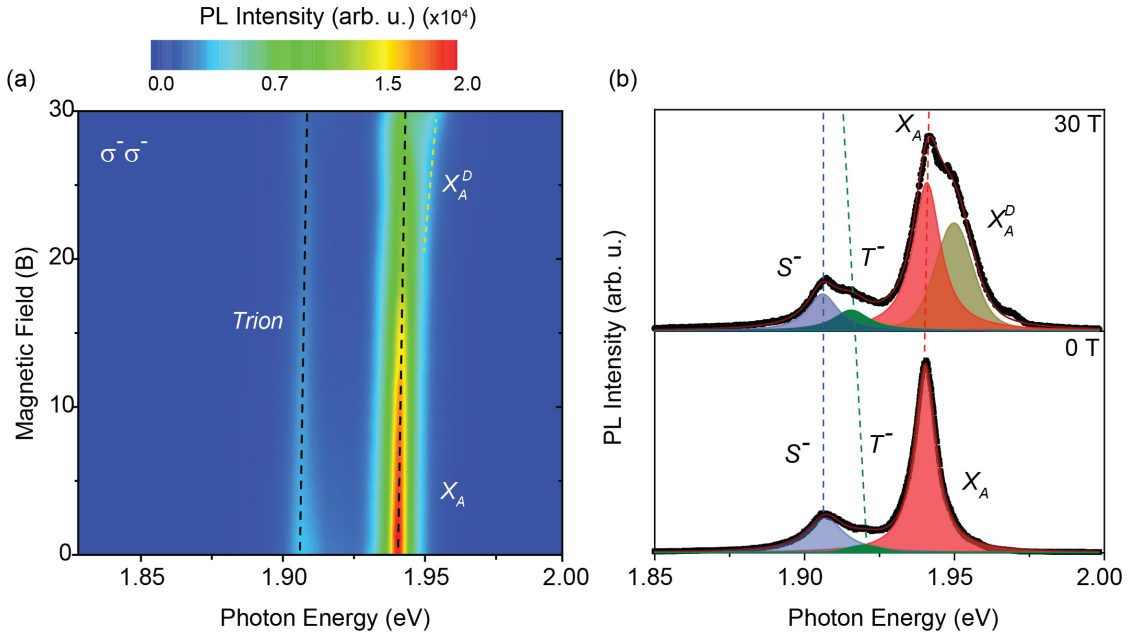 PL Intensity (arb. u.) (x10⁴)
0.0 0.7 1.5 2.0
(a)
σ⁻σ⁻
X_A^D
Trion
X_A
30
20
10
0
Magnetic Field (B)
1.85 1.90 1.95 2.00
Photon Energy (eV)
(b)
30 T
X_A
X_A^D
S⁻
T⁻
0 T
S⁻
T⁻
X_A
PL Intensity (arb. u.)
1.85 1.90 1.95 2.00
Photon Energy (eV)